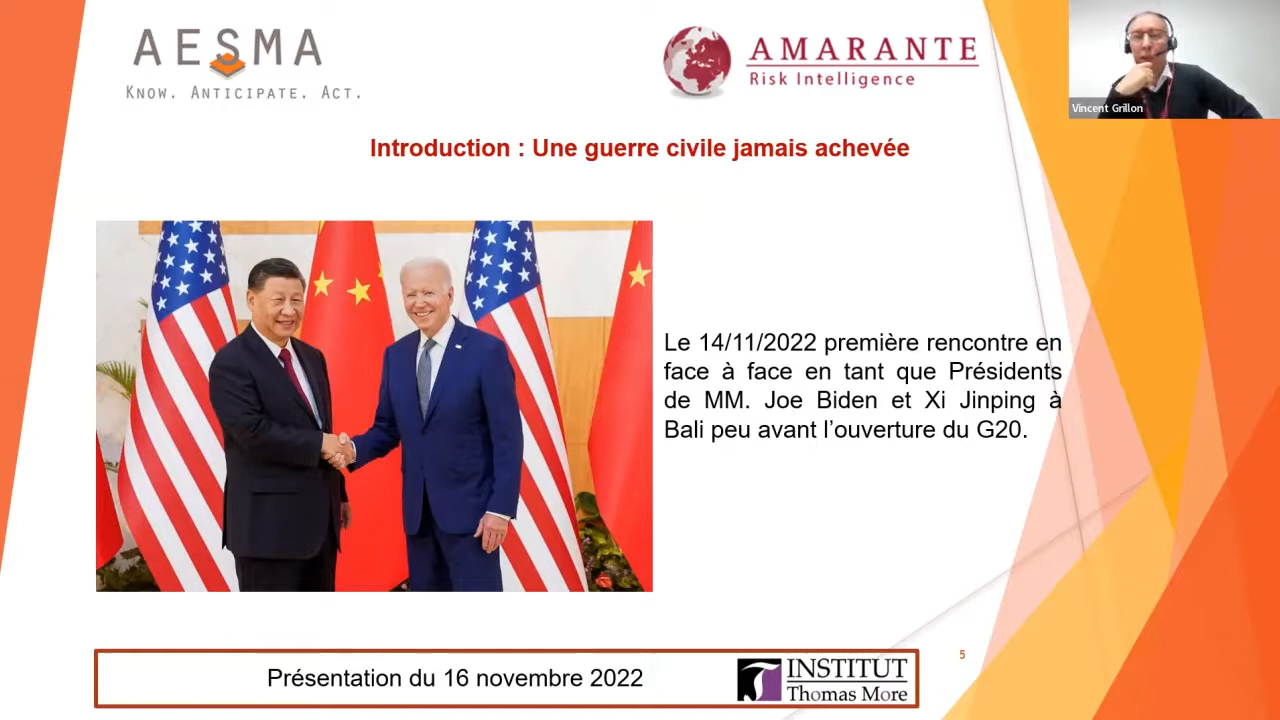 AESMA
KNOW. ANTICIPATE. ACT.
AMARANTE
Risk Intelligence
Vincent Grillon
Introduction : Une guerre civile jamais achevée
Le 14/11/2022 première rencontre en
face à face en tant que Présidents
de MM. Joe Biden et Xi Jinping à
Bali peu avant l’ouverture du G20.
Présentation du 16 novembre 2022
INSTITUT
Thomas More
5